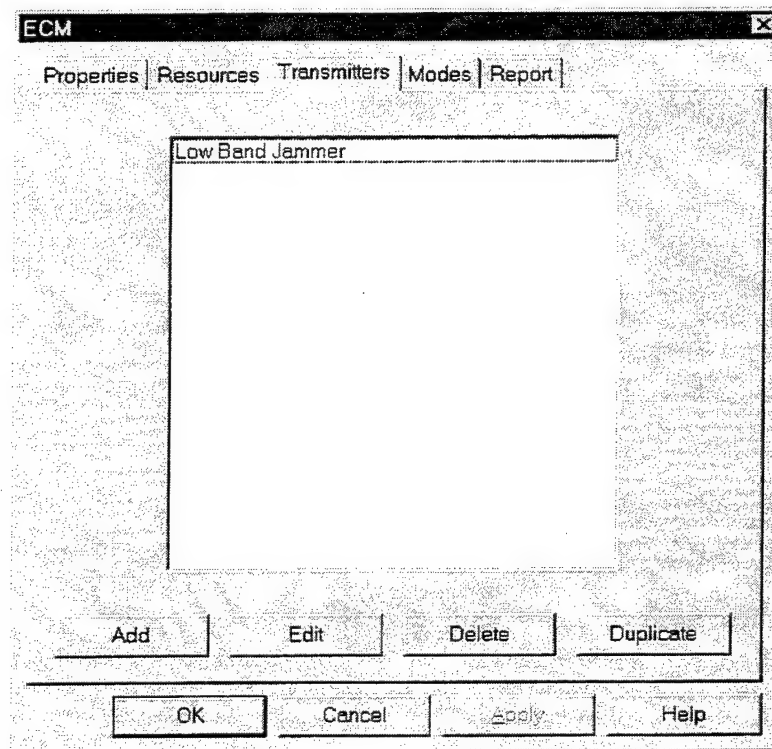 ECM
Properties Resources Transmitters Modes Report
Low Band Jammer
Add Edit Delete Duplicate
OK Cancel Apply Help